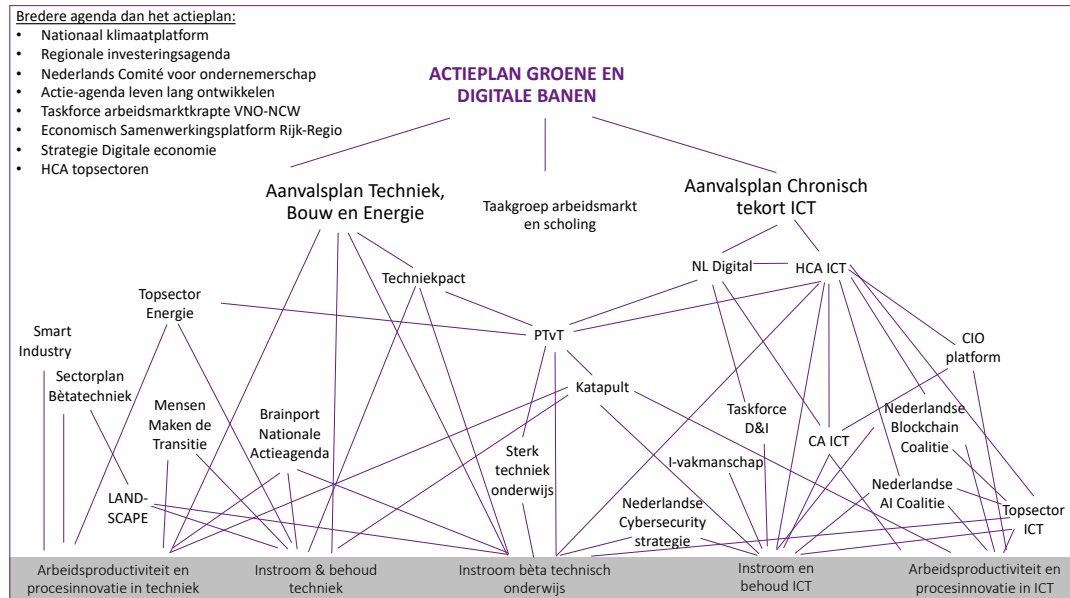 Bredere agenda dan het actieplan:
• Nationaal klimaatplatform
• Regionale investeringsagenda
• Nederlands Comité voor ondernemerschap
• Actie-agenda leven lang ontwikkelen
• Taskforce arbeidsmarktkrapte VNO-NCW
• Economisch Samenwerkingsplatform Rijk-Regio
• Strategie Digitale economie
• HCA topsectoren
ACTIEPLAN GROENE EN
DIGITALE BANEN
Aanvalsplan Techniek,
Bouw en Energie
Taakgroep arbeidsmarkt
en scholing
Aanvalsplan Chronisch
tekort ICT
Techniekpact
NL Digital
HCA ICT
Topsector
Energie
Smart
Industry
PTvT
CIO
platform
Sectorplan
Bètatechniek
Katapult
Mensen
Maken de
Transitie
Brainport
Nationale
Actieagenda
Taskforce
D&I
CA ICT
Nederlandse
Blockchain
Coalitie
Sterk
techniek
onderwijs
I-vakmanschap
LAND-
SCAPE
Nederlandse
Cybersecurity
strategie
Nederlandse
AI Coalitie
Topsector
ICT
Arbeidsproductiviteit en
procesinnovatie in techniek
Instroom & behoud
techniek
Instroom bèta technisch
onderwijs
Instroom en
behoud ICT
Arbeidsproductiviteit en
procesinnovatie in ICT